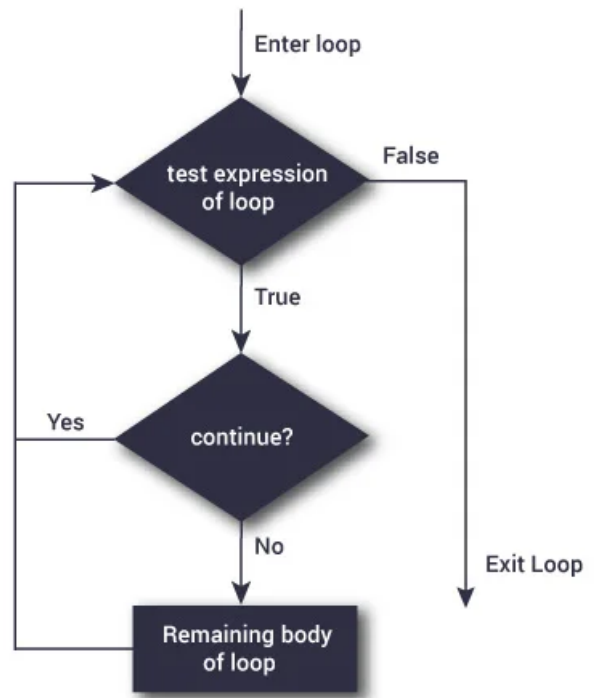 Enter loop
False
test expression
of loop
True
Yes
continue?
No
Exit Loop
Remaining body
of loop